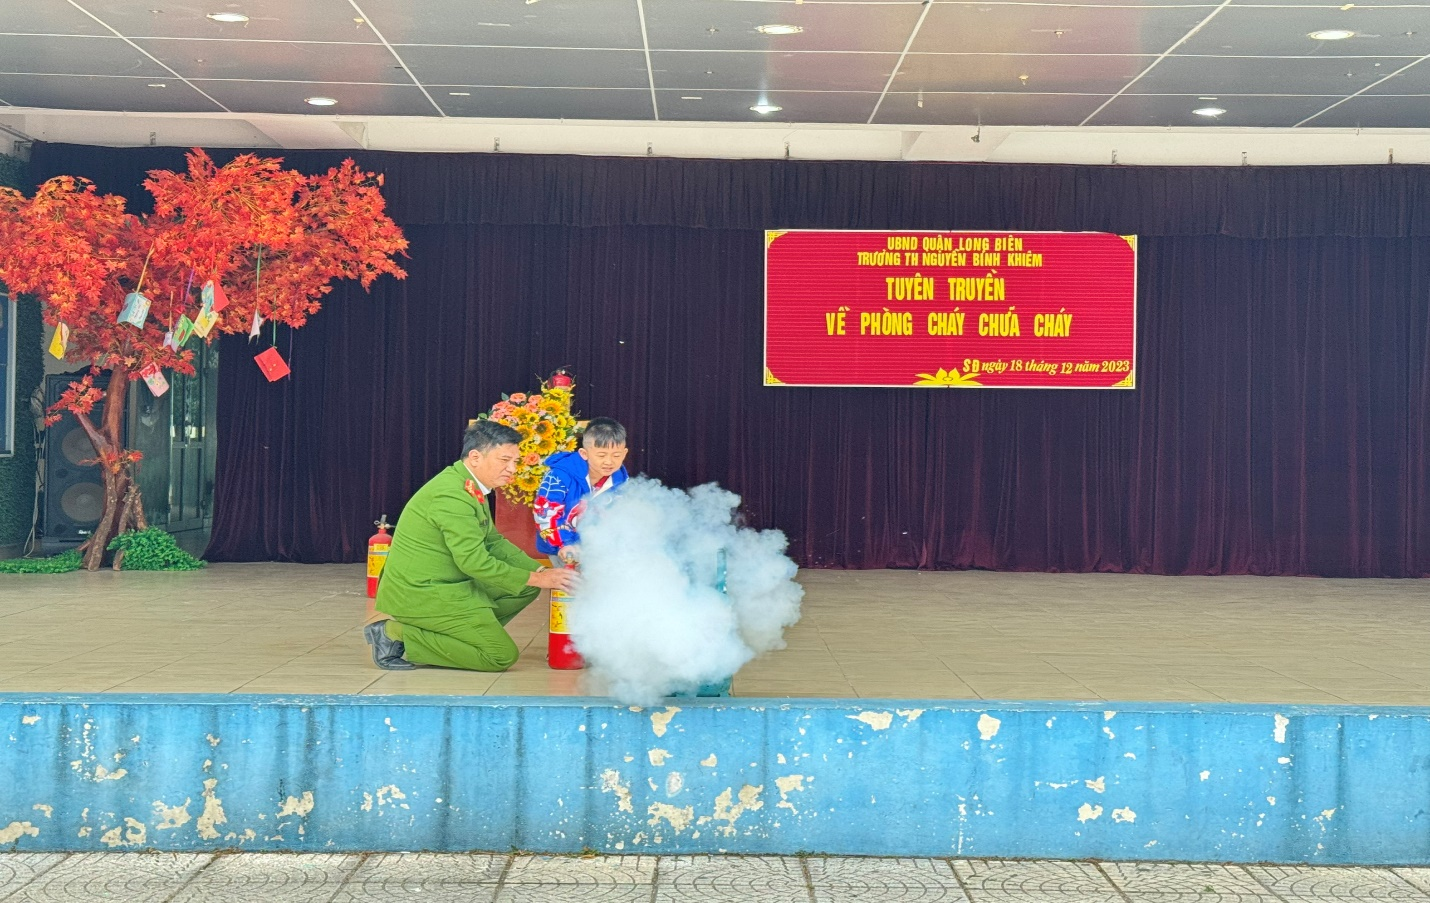 UBND QUẬN LONG BIÊN
TRƯỜNG TH NGUYỄN BỈNH KHIÊM
TUYÊN TRUYỀN
VỀ PHÒNG CHÁY CHỮA CHÁY
SĐ ngày 18 tháng 12 năm 2023